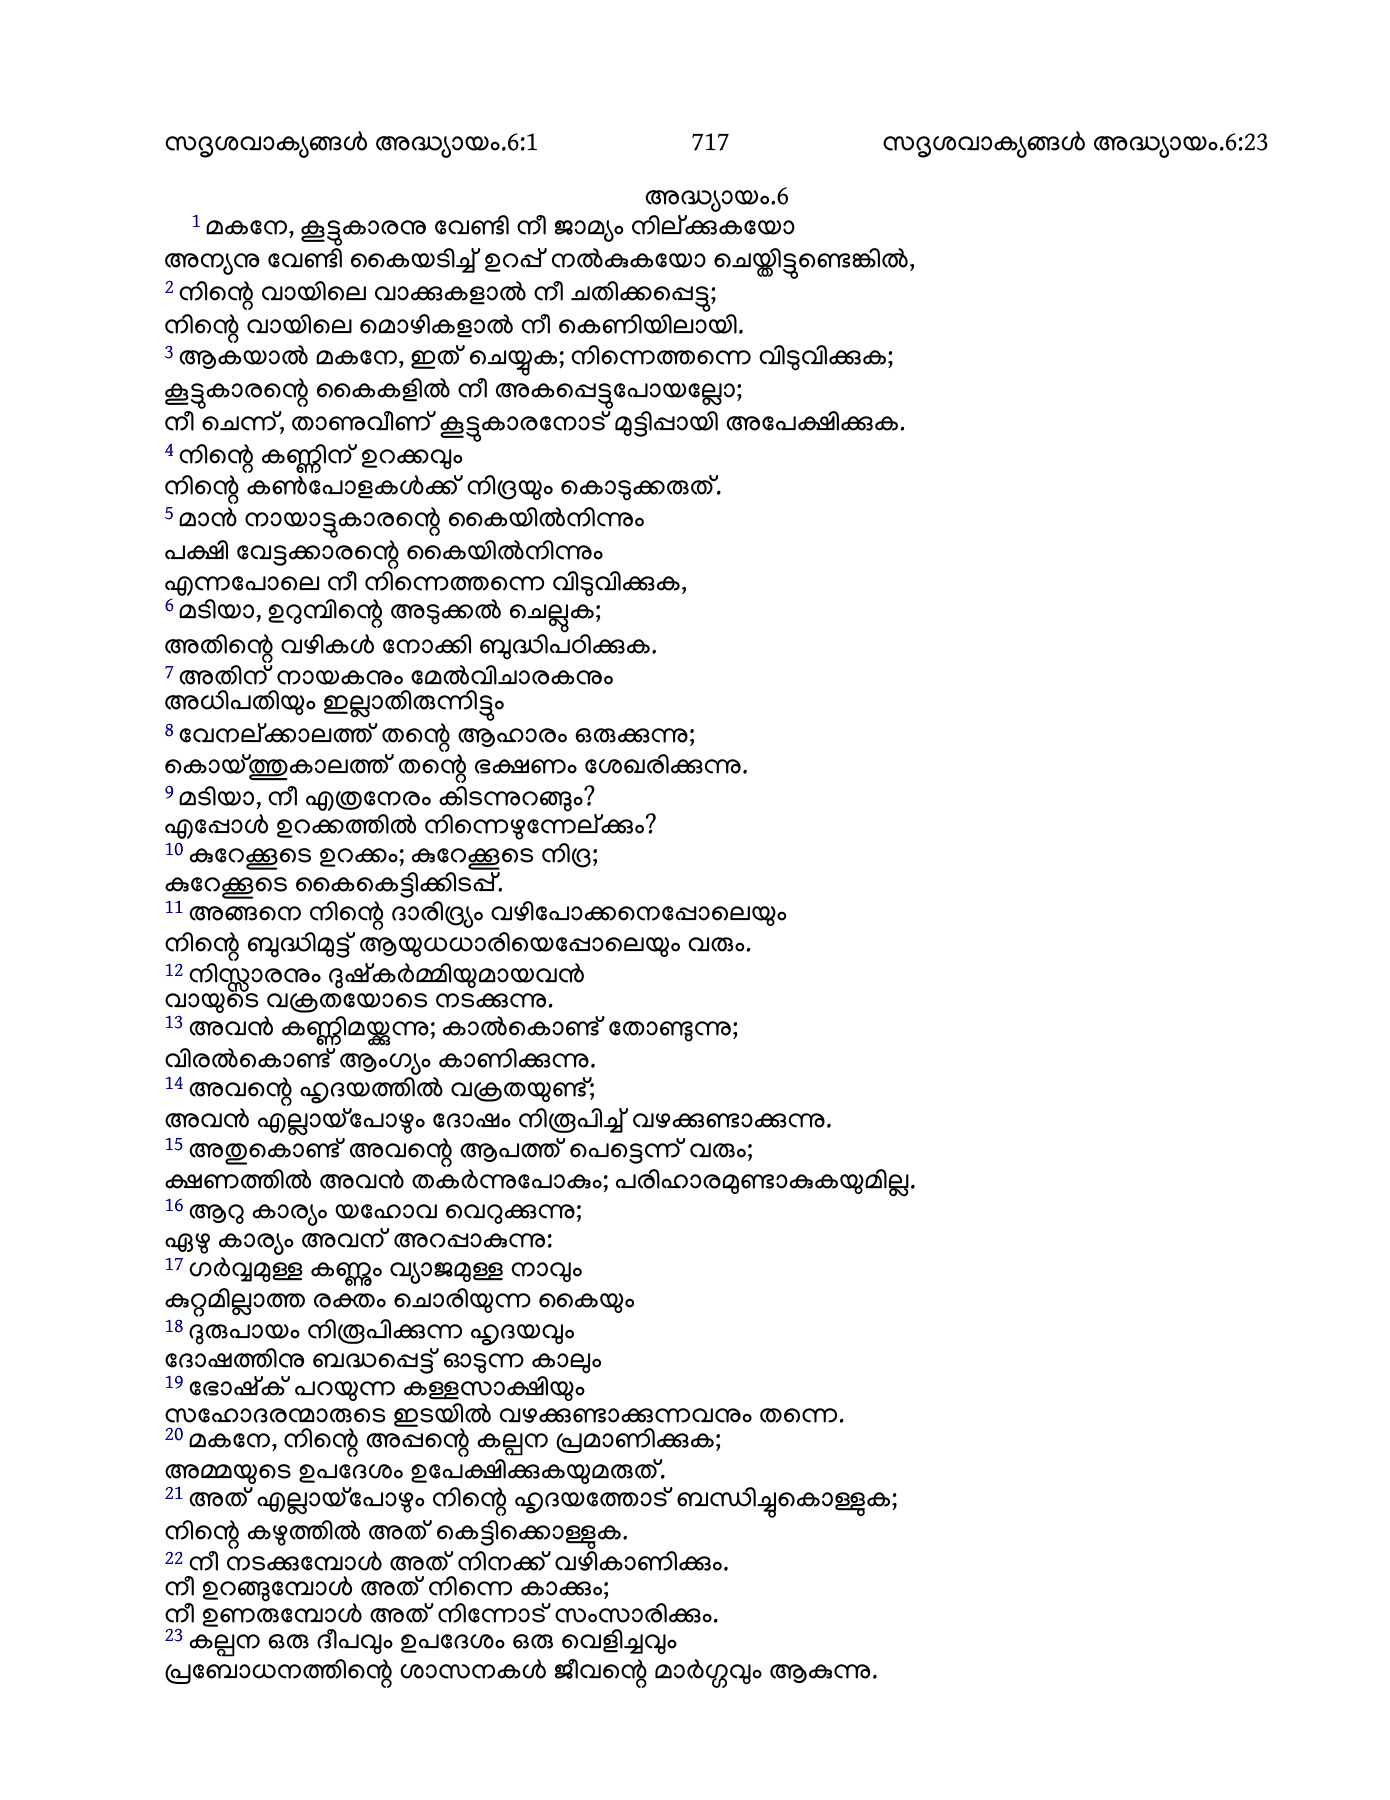 സദൃശവാക്യങ്ങൾ അദ്ധ്യായം.6:1 717 സദൃശവാക്യങ്ങൾ അദ്ധ്യായം.6:23
അദ്ധ്യായം.6
1 മകനേ, കൂട്ടുകാരനു വേണ്ടി നീ ജാമ്യം നില്ക്കുകയോ
അന്യനു വേണ്ടി കൈയടിച്ച് ഉറപ്പ് നൽകുകയോ ചെയ്തിട്ടുണ്ടെങ്കിൽ,
2 നിന്റെ വായിലെ വാക്കുകളാൽ നീ ചതിക്കപ്പെട്ടു;
നിന്റെ വായിലെ മൊഴികളാൽ നീ കെണിയിലായി.
3 ആകയാൽ മകനേ, ഇത് ചെയ്യുക; നിന്നെത്തന്നെ വിടുവിക്കുക;
കൂട്ടുകാരന്റെ കൈകളിൽ നീ അകപ്പെട്ടുപോയല്ലോ;
നീ ചെന്ന്, താണുവീണ് കൂട്ടുകാരനോട് മുട്ടിപ്പായി അപേക്ഷിക്കുക.
4 നിന്റെ കണ്ണിന് ഉറക്കവും
നിന്റെ കൺപോളകൾക്ക് നിദ്രയും കൊടുക്കരുത്.
5 മാൻ നായാട്ടുകാരന്റെ കൈയിൽനിന്നും
പക്ഷി വേട്ടക്കാരന്റെ കൈയിൽനിന്നും
എന്നപോലെ നീ നിന്നെത്തന്നെ വിടുവിക്കുക,
6 മടിയാ, ഉറുമ്പിന്റെ അടുക്കൽ ചെല്ലുക;
അതിന്റെ വഴികൾ നോക്കി ബുദ്ധിപഠിക്കുക.
7 അതിന് നായകനും മേൽവിചാരകനും
അധിപതിയും ഇല്ലാതിരുന്നിട്ടും
8 വേനല്ക്കാലത്ത് തന്റെ ആഹാരം ഒരുക്കുന്നു;
കൊയ്ത്തുകാലത്ത് തന്റെ ഭക്ഷണം ശേഖരിക്കുന്നു.
9 മടിയാ, നീ എത്രനേരം കിടന്നുറങ്ങും?
എപ്പോൾ ഉറക്കത്തിൽ നിന്നെഴുന്നേല്ക്കും?
10 കുറേക്കൂടെ ഉറക്കം; കുറേക്കൂടെ നിദ്ര;
കുറേക്കൂടെ കൈകെട്ടിക്കിടപ്പ്.
11 അങ്ങനെ നിന്റെ ദാരിദ്ര്യം വഴിപോക്കനെപ്പോലെയും
നിന്റെ ബുദ്ധിമുട്ട് ആയുധധാരിയെപ്പോലെയും വരും.
12 നിസ്സാരനും ദുഷ്കർമ്മിയുമായവൻ
വായുടെ വക്രതയോടെ നടക്കുന്നു.
13 അവൻ കണ്ണിമയ്ക്കുന്നു; കാൽകൊണ്ട് തോണ്ടുന്നു;
വിരൽകൊണ്ട് ആംഗ്യം കാണിക്കുന്നു.
14 അവന്റെ ഹൃദയത്തിൽ വക്രതയുണ്ട്;
അവൻ എല്ലായ്‌പോഴും ദോഷം നിരൂപിച്ച് വഴക്കുണ്ടാക്കുന്നു.
15 അതുകൊണ്ട് അവന്റെ ആപത്ത് പെട്ടെന്ന് വരും;
ക്ഷണത്തിൽ അവൻ തകർന്നുപോകും; പരിഹാരമുണ്ടാകുകയുമില്ല.
16 ആറു കാര്യം യഹോവ വെറുക്കുന്നു;
ഏഴു കാര്യം അവന് അറപ്പാകുന്നു:
17 ഗർവ്വമുള്ള കണ്ണും വ്യാജമുള്ള നാവും
കുറ്റമില്ലാത്ത രക്തം ചൊരിയുന്ന കൈയും
18 ദുരുപായം നിരൂപിക്കുന്ന ഹൃദയവും
ദോഷത്തിനു ബദ്ധപ്പെട്ട് ഓടുന്ന കാലും
19 ഭോഷ്ക് പറയുന്ന കള്ളസാക്ഷിയും
സഹോദരന്മാരുടെ ഇടയിൽ വഴക്കുണ്ടാക്കുന്നവനും തന്നെ.
20 മകനേ, നിന്റെ അപ്പന്റെ കല്പന പ്രമാണിക്കുക;
അമ്മയുടെ ഉപദേശം ഉപേക്ഷിക്കുകയുമരുത്.
21 അത് എല്ലായ്‌പോഴും നിന്റെ ഹൃദയത്തോട് ബന്ധിച്ചുകൊള്ളുക;
നിന്റെ കഴുത്തിൽ അത് കെട്ടിക്കൊള്ളുക.
22 നീ നടക്കുമ്പോൾ അത് നിനക്ക് വഴികാണിക്കും.
നീ ഉറങ്ങുമ്പോൾ അത് നിന്നെ കാക്കും;
നീ ഉണരുമ്പോൾ അത് നിന്നോട് സംസാരിക്കും.
23 കല്പന ഒരു ദീപവും ഉപദേശം ഒരു വെളിച്ചവും
പ്രബോധനത്തിന്റെ ശാസനകൾ ജീവന്റെ മാർഗ്ഗവും ആകുന്നു.